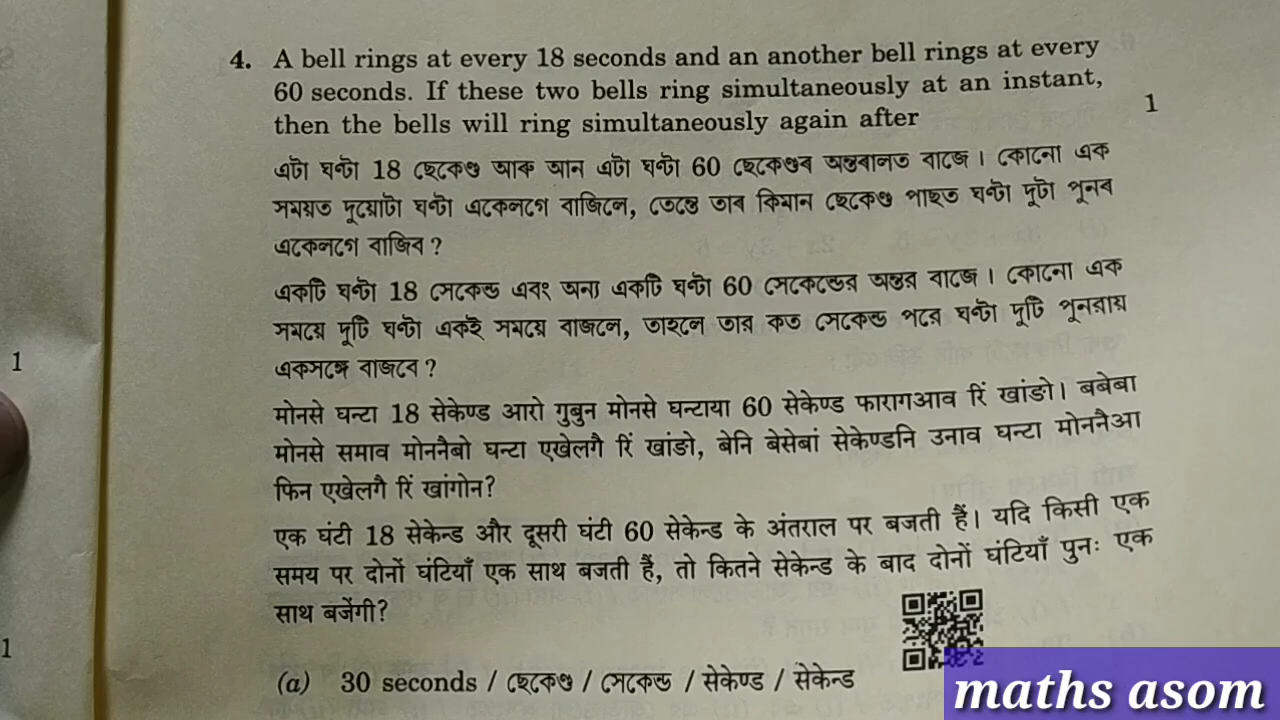 4. A bell rings at every 18 seconds and an another bell rings at every
60 seconds. If these two bells ring simultaneously at an instant,
then the bells will ring simultaneously again after
1
এটা ঘণ্টা 18 ছেকেণ্ড আৰু আন এটা ঘণ্টা 60 ছেকেণ্ডৰ অন্তৰালত বাজে। কোনো এক
সময়ত দুয়োটা ঘণ্টা একেলগে বাজিলে, তেন্তে তাৰ কিমান ছেকেণ্ড পাছত ঘণ্টা দুটা পূনৰ
একেলগে বাজিব?
একটি ঘণ্টা 18 সেকেন্ড এবং অন্য একটি ঘণ্টা 60 সেকেন্ডের অন্তর বাজে। কোনো এক
সময়ে দুটি ঘণ্টা একই সময়ে বাজলে, তাহলে তার কত সেকেন্ড পরে ঘণ্টা দুটি পূনরায়
একসঙ্গে বাজবে?
1
मोनसे घन्टा 18 सेकेण्ड आरो गुबुन मोनसे घन्टाया 60 सेकेण्ड फारागआव रिं खाङो। बबेबा
मोनसे समाव मोननैबो घन्टा एखेलगै रिं खाङो, बेनि बेसेबां सेकेण्डनि उनाव घन्टा मोननैआ
फिन एखेलगै रिं खांगोन?
एक घंटी 18 सेकेन्ड और दूसरी घंटी 60 सेकेन्ड के अंतराल पर बजती हैं। यदि किसी एक
समय पर दोनों घंटियाँ एक साथ बजती हैं, तो कितने सेकेन्ड के बाद दोनों घंटियाँ पुनः एक
साथ बजेंगी?
1
(a) 30 seconds / ছেকেণ্ড / সেকেন্ড / सेकेण्ड / सेकेन्ड
maths asom